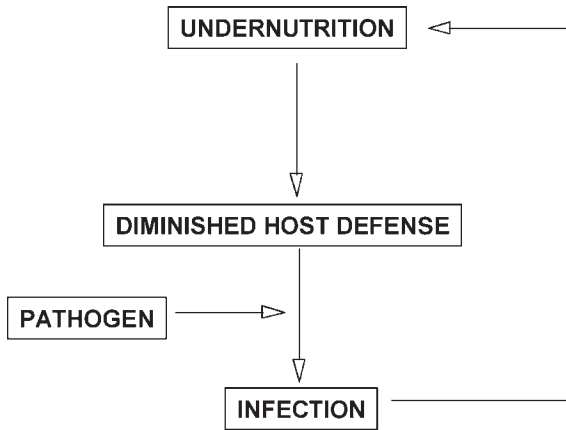 UNDERNUTRITION
DIMINISHED HOST DEFENSE
PATHOGEN
INFECTION